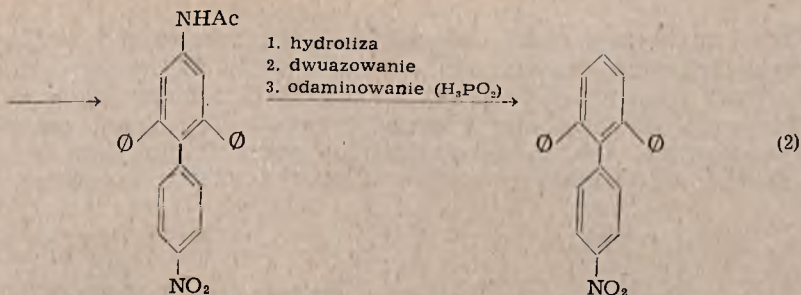 NHAc
1. hydroliza
2. dwuazowanie
3. odaminowanie (H₃PO₂)
Ø Ø Ø Ø (2)
NO₂ NO₂